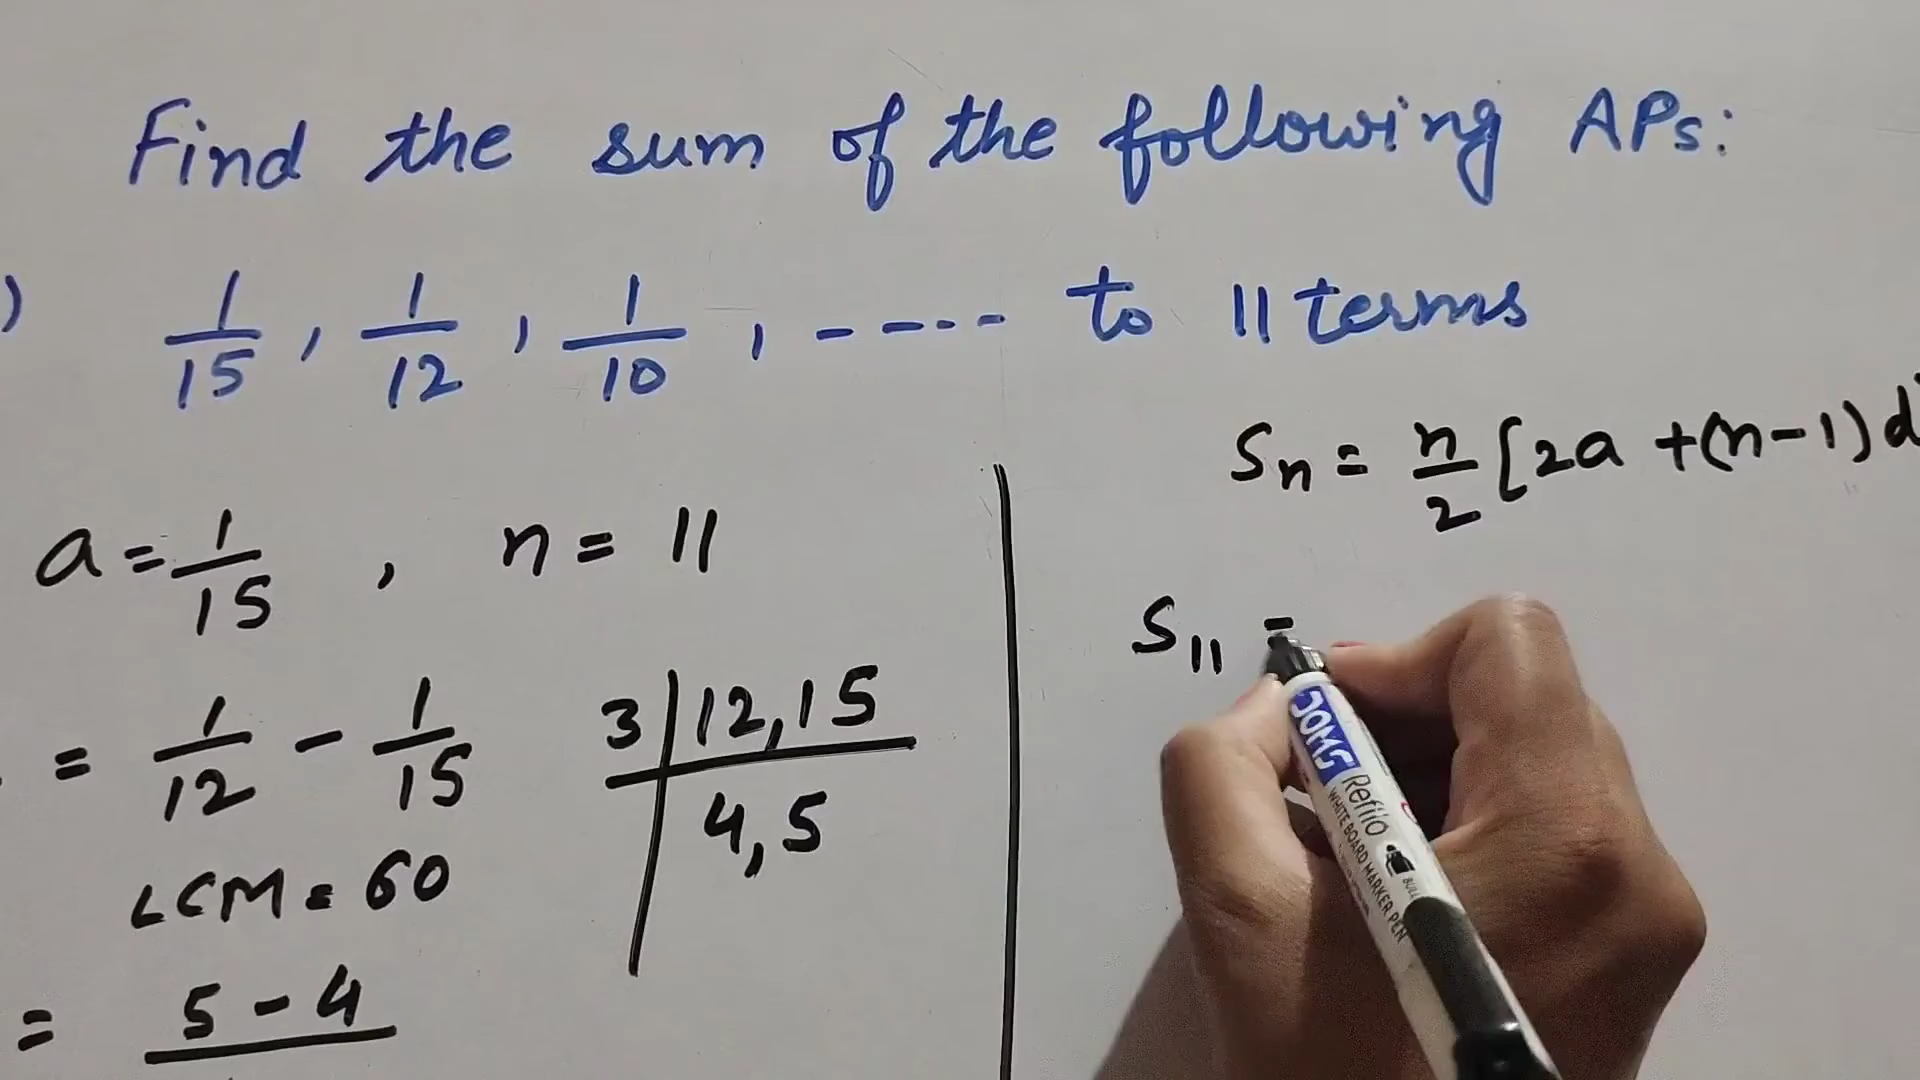 Find the sum of the following APs:
) 1/15, 1/12, 1/10, ----- to 11 terms
a = 1/15, n = 11
= 1/12 - 1/15
LCM = 60
= 5 - 4
3 | 12, 15
4, 5
Sn = n/2 [2a + (n-1)d
S11 =
DOMS
Refilo
WHITE BOARD MARKER PEN